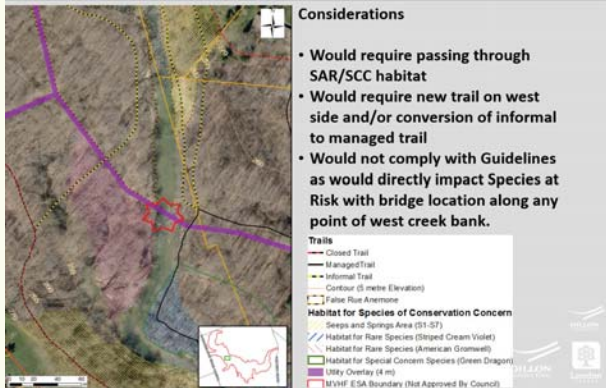 Considerations
• Would require passing through
SAR/SCC habitat
• Would require new trail on west
side and/or conversion of informal
to managed trail
• Would not comply with Guidelines
as would directly impact Species at
Risk with bridge location along any
point of west creek bank.
Trails
Closed Trail
ManagedTrail
Informal Trail
Contour (5 metre Elevation)
False Rue Anemone
Habitat for Species of Conservation Concern
Seeps and Springs Area (S1-S7)
Habitat for Rare Species (Striped Cream Violet)
Habitat for Rare Species (American Gromwell)
Habitat for Special Concern Species (Green Dragon)
Utility Overlay (4 m)
MVHF ESA Boundary (Not Approved By Council)
DILLON
London